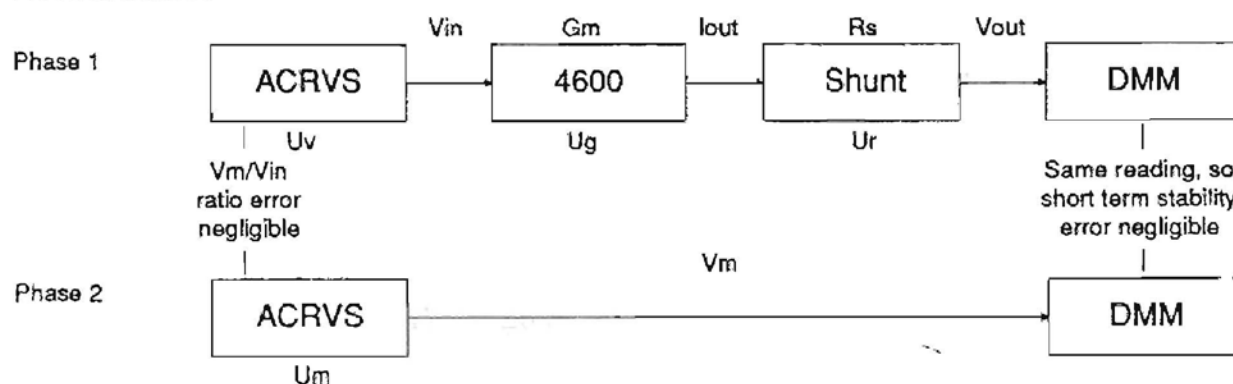 Vin Gm Iout Rs Vout
Phase 1 ACRVS 4600 Shunt DMM
Uv Ug Ur
Vm/Vin
ratio error
negligible
Same reading, so
short term stability
error negligible
Vm
Phase 2 ACRVS DMM
Um